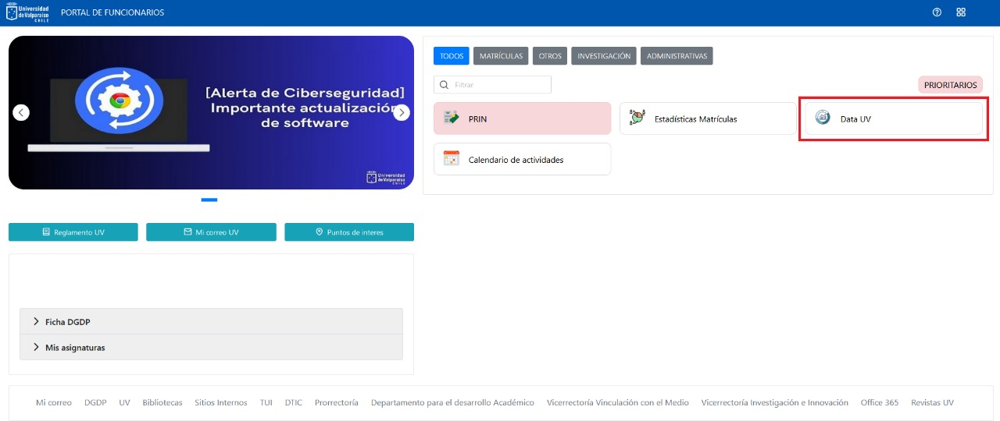 Universidad
de Valparaíso
CHILE
PORTAL DE FUNCIONARIOS
[Alerta de Ciberseguridad]
Importante actualización
de software
Universidad
de Valparaíso
CHILE
TODOS
MATRÍCULAS
OTROS
INVESTIGACIÓN
ADMINISTRATIVAS
Filtrar
PRIORITARIOS
PRIN
Estadísticas Matrículas
Data UV
Calendario de actividades
Reglamento UV
Mi correo UV
Puntos de interes
Ficha DGDP
Mis asignaturas
Mi correo DGDP UV Bibliotecas Sitios Internos TUI DTIC Prorrectoría Departamento para el desarrollo Académico Vicerrectoría Vinculación con el Medio Vicerrectoría Investigación e Innovación Office 365 Revistas UV